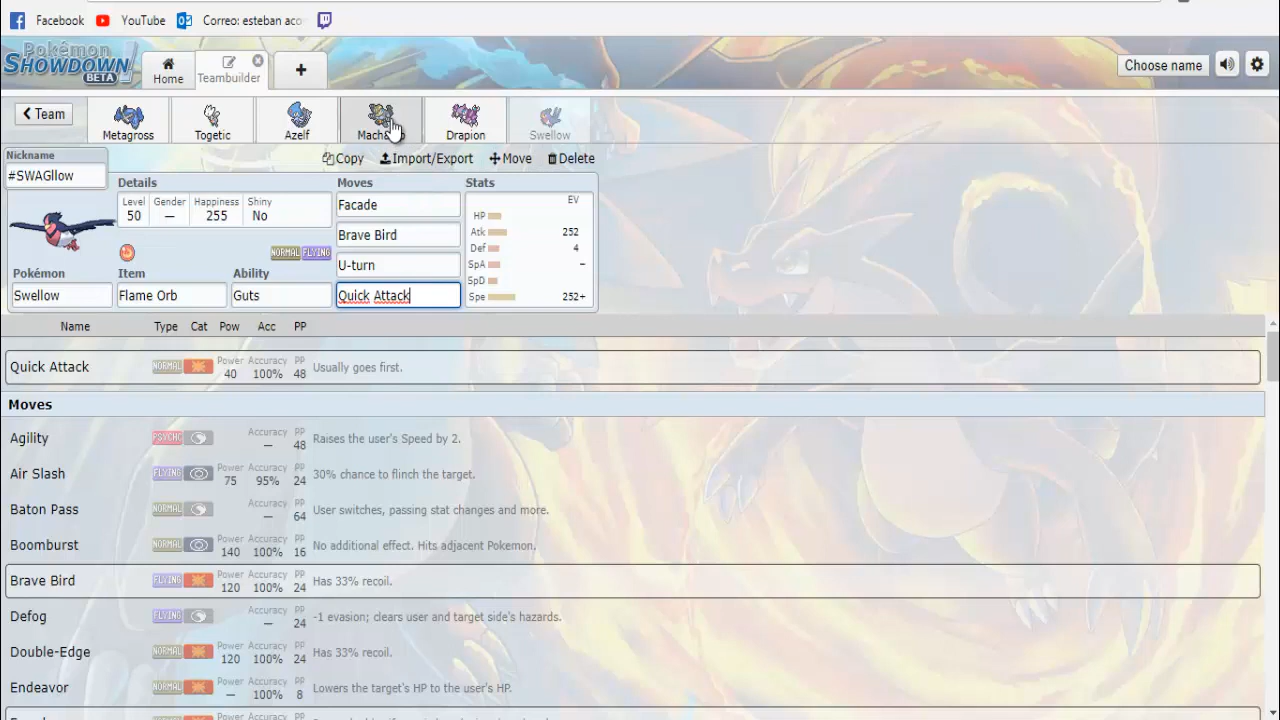 Facebook YouTube Correo: esteban aco
Pokémon
SHOWDOWN
BETA
Home Teambuilder + Choose name
Team Metagross Togetic Azelf Mach Drapion Swellow
Nickname Copy Import/Export Move Delete
#SWAGllow
Details Moves Stats
Level Gender Happiness Shiny
50 — 255 No
Facade
Brave Bird
U-turn
Quick Attack
EV
HP
Atk 252
Def 4
SpA –
SpD
Spe 252+
NORMAL FLYING
Pokémon Item Ability
Swellow Flame Orb Guts
Name Type Cat Pow Acc PP
Quick Attack NORMAL Power 40 Accuracy 100% PP 48 Usually goes first.
Moves
Agility PSYCHC Accuracy — PP 48 Raises the user's Speed by 2.
Air Slash FLYING Power 75 Accuracy 95% PP 24 30% chance to flinch the target.
Baton Pass NORMAL Accuracy — PP 64 User switches, passing stat changes and more.
Boomburst NORMAL Power 140 Accuracy 100% PP 16 No additional effect. Hits adjacent Pokemon.
Brave Bird FLYING Power 120 Accuracy 100% PP 24 Has 33% recoil.
Defog FLYING Accuracy — PP 24 -1 evasion; clears user and target side's hazards.
Double-Edge NORMAL Power 120 Accuracy 100% PP 24 Has 33% recoil.
Endeavor NORMAL Power — Accuracy 100% PP 8 Lowers the target's HP to the user's HP.